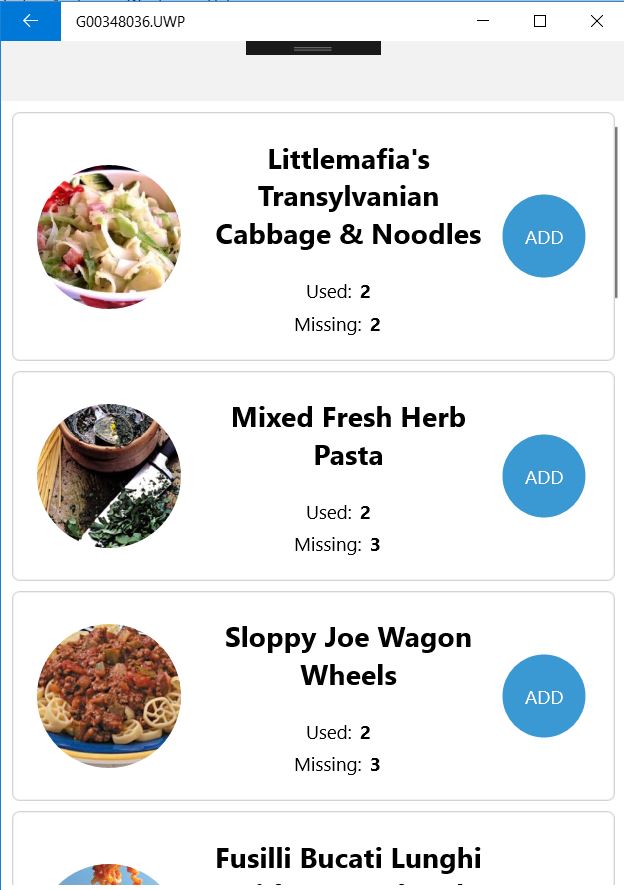 G00348036.UWP
Littlemafia's
Transylvanian
Cabbage & Noodles
ADD
Used: 2
Missing: 2
Mixed Fresh Herb
Pasta
ADD
Used: 2
Missing: 3
Sloppy Joe Wagon
Wheels
ADD
Used: 2
Missing: 3
Fusilli Bucati Lunghi